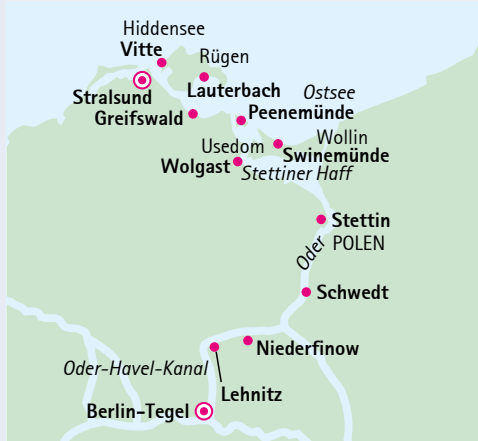 Hiddensee
Vitte
Rügen
Ostsee
Lauterbach
Stralsund
Peenemünde
Greifswald
Usedom
Wollin
Swinemünde
Wolgast
Stettiner Haff
Stettin
Oder
POLEN
Schwedt
Niederfinow
Oder-Havel-Kanal
Lehnitz
Berlin-Tegel